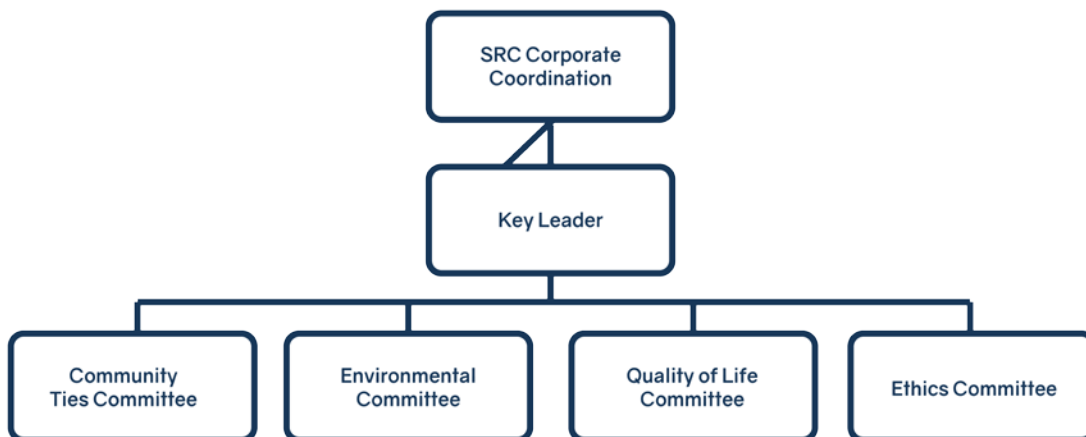 SRC Corporate
Coordination
Key Leader
Community
Ties Committee
Environmental
Committee
Quality of Life
Committee
Ethics Committee